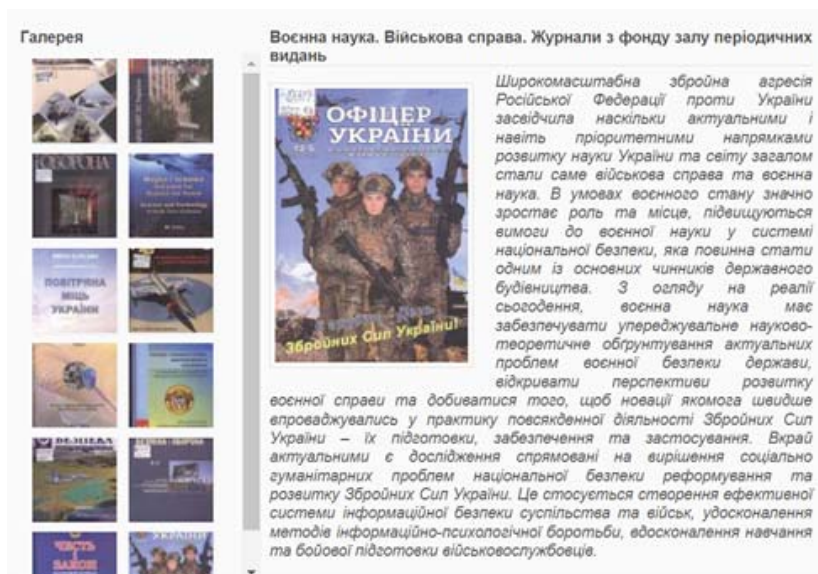 Галерея
ОБОРОНА
ПОВІТРЯНА
МІЦЬ
УКРАЇНИ
БЕЗПЕКА
ЧЕСТЬ
І
ЗАКОН
УКРАЇНИ
Воєнна наука. Військова справа. Журнали з фонду залу періодичних
видань
ОФІЦЕР
УКРАЇНИ
Збройних Сил України!
Широкомасштабна збройна агресія
Російської Федерації проти України
засвідчила наскільки актуальними і
навіть пріоритетними напрямками
розвитку науки України та світу загалом
стали саме військова справа та воєнна
наука. В умовах воєнного стану значно
зростає роль та місце, підвищуються
вимоги до воєнної науки у системі
національної безпеки, яка повинна стати
одним із основних чинників державного
будівництва. З огляду на реалії
сьогодення, воєнна наука має
забезпечувати упереджувальне науково-
теоретичне обґрунтування актуальних
проблем воєнної безпеки держави,
відкривати перспективи розвитку
воєнної справи та добиватися того, щоб новації якомога швидше
впроваджувались у практику повсякденної діяльності Збройних Сил
України – їх підготовки, забезпечення та застосування. Вкрай
актуальними є дослідження спрямовані на вирішення соціально
гуманітарних проблем національної безпеки реформування та
розвитку Збройних Сил України. Це стосується створення ефективної
системи інформаційної безпеки суспільства та військ, удосконалення
методів інформаційно-психологічної боротьби, вдосконалення навчання
та бойової підготовки військовослужбовців.